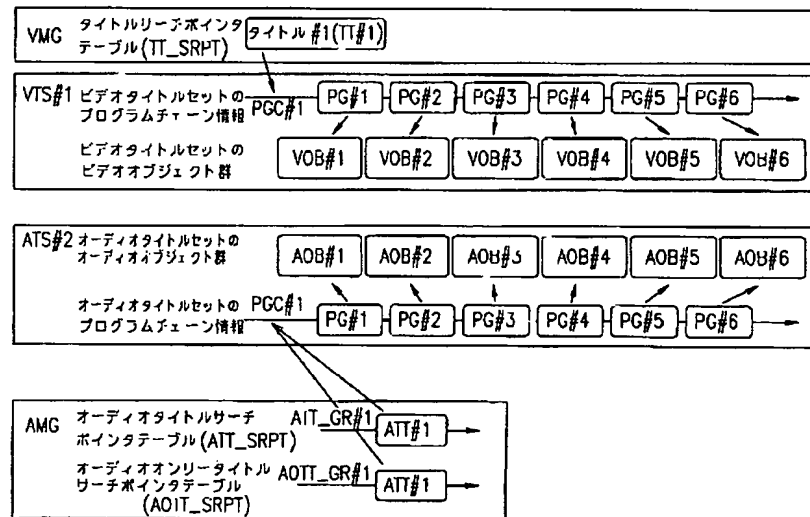 VMG タイトルサーチポインタ
テーブル(TT_SRPT)
タイトル #1(TT#1)
VTS#1 ビデオタイトルセットの
プログラムチェーン情報
PGC#1
PG#1 PG#2 PG#3 PG#4 PG#5 PG#6
ビデオタイトルセットの
ビデオオブジェクト群
VOB#1 VOB#2 VOB#3 VOB#4 VOB#5 VOB#6
ATS#2 オーディオタイトルセットの
オーディオオブジェクト群
AOB#1 AOB#2 AOB#3 AOB#4 AOB#5 AOB#6
オーディオタイトルセットの
プログラムチェーン情報
PGC#1
PG#1 PG#2 PG#3 PG#4 PG#5 PG#6
AMG オーディオタイトルサーチ
ポインタテーブル(ATT_SRPT)
AIT_GR#1
ATT#1
オーディオオンリータイトル
サーチポインタテーブル
(AOIT_SRPT)
AOTT_GR#1
ATT#1